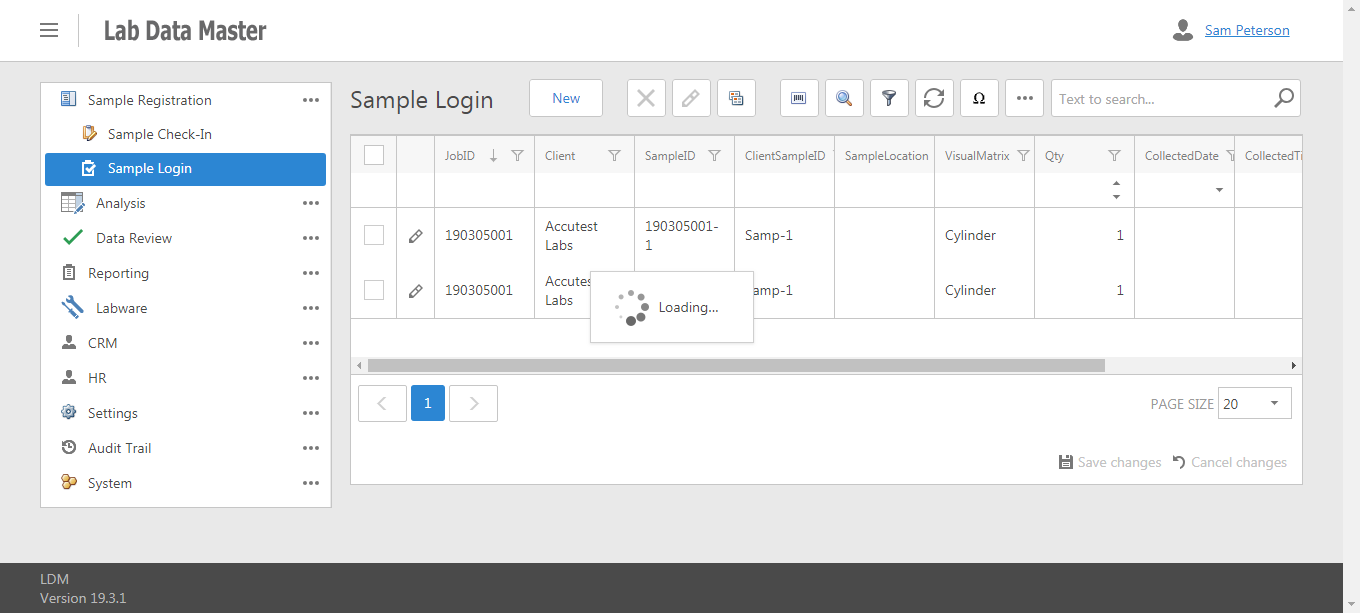 Lab Data Master
Sam Peterson
Sample Registration
Sample Check-In
Sample Login
Analysis
Data Review
Reporting
Labware
CRM
HR
Settings
Audit Trail
System
Sample Login
New
Ω
Text to search...
JobID
Client
SampleID
ClientSampleID
SampleLocation
VisualMatrix
Qty
CollectedDate
CollectedTi
190305001
Accutest
Labs
190305001-
1
Samp-1
Cylinder
1
190305001
Accutes
Labs
amp-1
Cylinder
1
Loading...
1
PAGE SIZE 20
Save changes
Cancel changes
LDM
Version 19.3.1